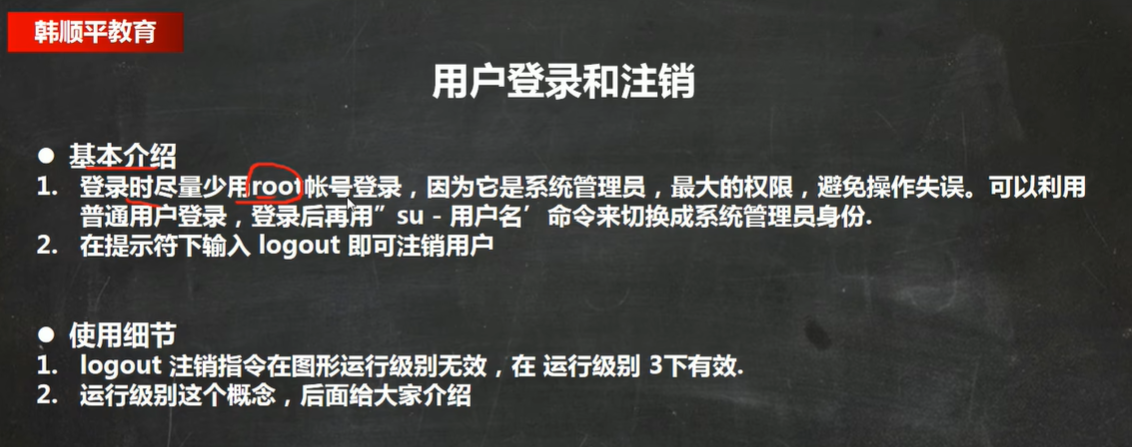 韩顺平教育
用户登录和注销
● 基本介绍
1. 登录时尽量少用root帐号登录，因为它是系统管理员，最大的权限，避免操作失误。可以利用
普通用户登录，登录后再用”su - 用户名’命令来切换成系统管理员身份.
2. 在提示符下输入 logout 即可注销用户
● 使用细节
1. logout 注销指令在图形运行级别无效，在 运行级别 3下有效.
2. 运行级别这个概念，后面给大家介绍